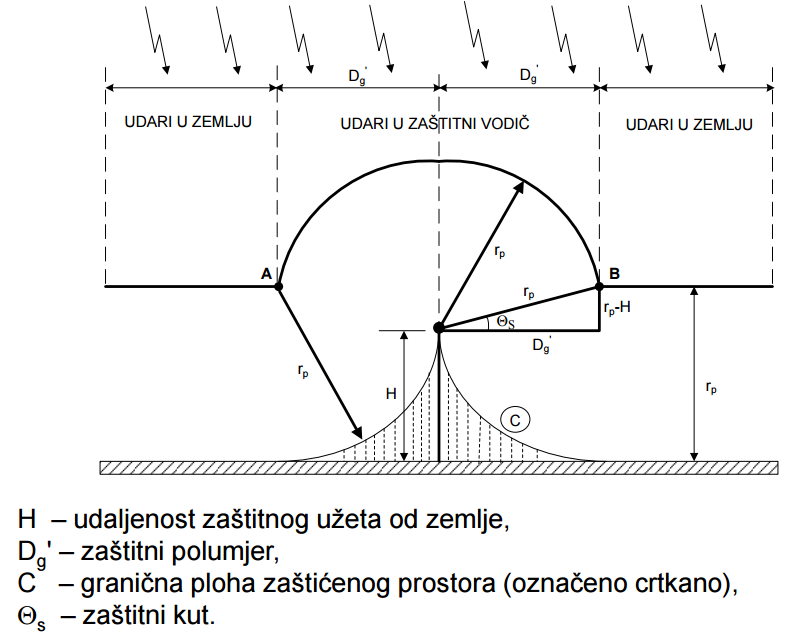 Dg' Dg'
UDARI U ZEMLJU UDARI U ZAŠTITNI VODIČ UDARI U ZEMLJU
A B
rp
rp rp-H
ΘS
Dg'
rp H rp
C
H – udaljenost zaštitnog užeta od zemlje,
Dg' – zaštitni polumjer,
C – granična ploha zaštićenog prostora (označeno crtkano),
Θs – zaštitni kut.